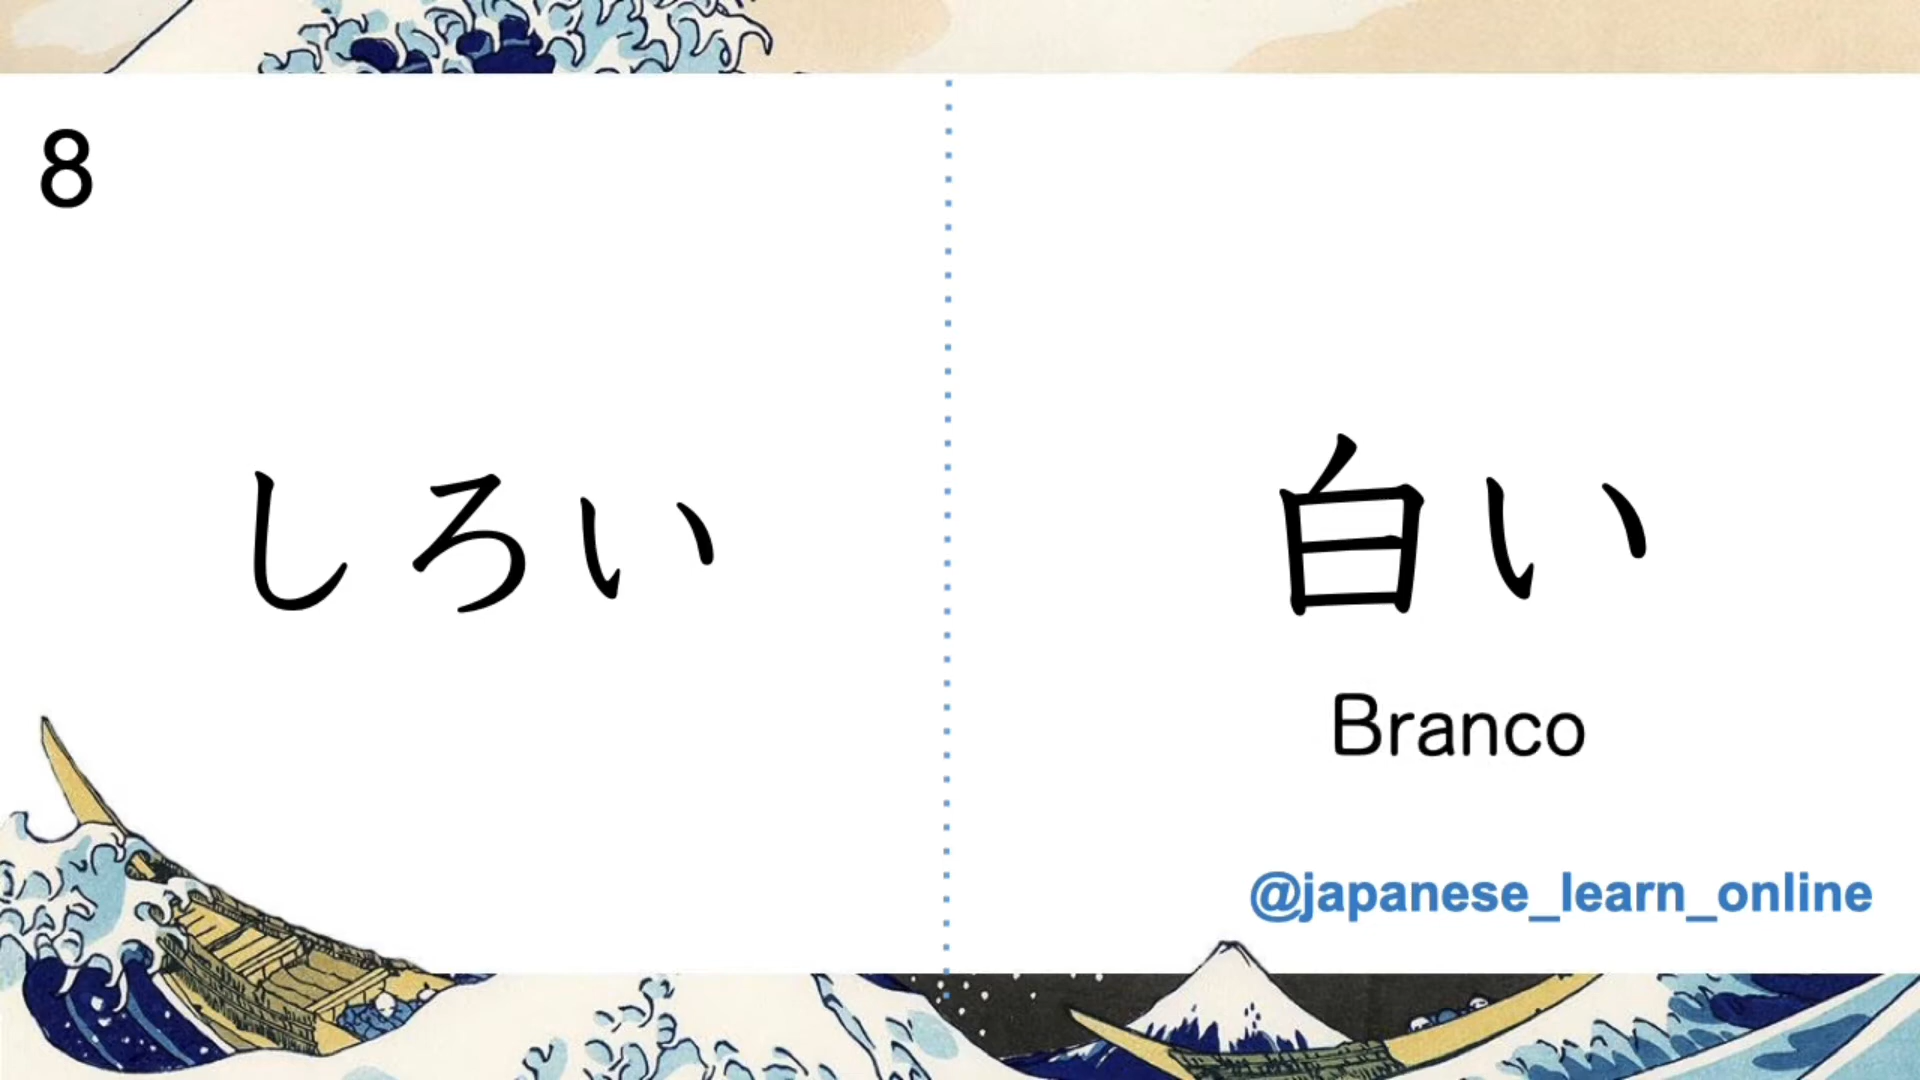 8
しろい
白い
Branco
@japanese_learn_online